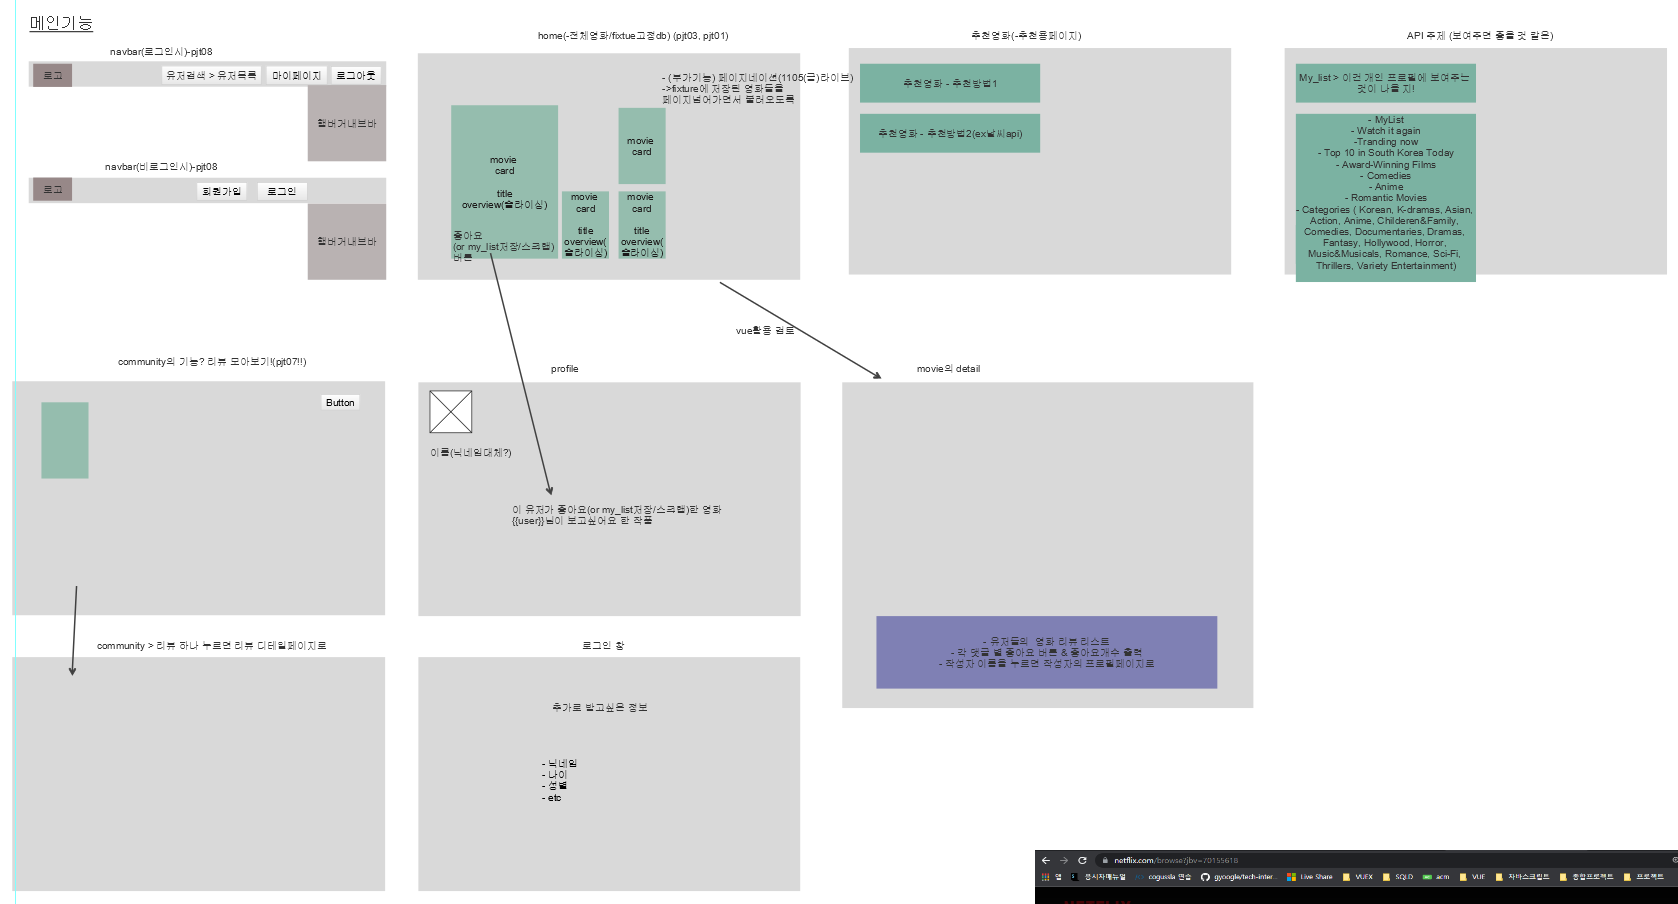 메인기능
navbar(로그인시)-pjt08
로고
유저검색 > 유저목록
마이페이지
로그아웃
햄버거내브바
navbar(비로그인시)-pjt08
로고
회원가입
로그인
햄버거내브바
home(-전체영화/fixtue고정db) (pjt03, pjt01)
- (부가기능) 페이지네이션(1105(금)라이브)
->fixture에 저장된 영화들을
페이지넘어가면서 불러오도록
movie
card
title
overview(슬라이싱)
좋아요
(or my_list저장/스크랩)
버튼
movie
card
movie
card
title
overview(
슬라이싱)
movie
card
title
overview(
슬라이싱)
추천영화(-추천용페이지)
추천영화 - 추천방법1
추천영화 - 추천방법2(ex날씨api)
API 주제 (보여주면 좋을 것 같은)
My_list > 이런 개인 프로필에 보여주는
것이 나을 지!
- MyList
- Watch it again
-Tranding now
- Top 10 in South Korea Today
- Award-Winning Films
- Comedies
- Anime
- Romantic Movies
- Categories ( Korean, K-dramas, Asian,
Action, Anime, Childeren&Family,
Comedies, Documentaries, Dramas,
Fantasy, Hollywood, Horror,
Music&Musicals, Romance, Sci-Fi,
Thrillers, Variety Entertainment)
vue활용 검토
community의 기능? 리뷰 모아보기!(pjt07!!)
Button
profile
이름(닉네임대체?)
이 유저가 좋아요(or my_list저장/스크랩)한 영화
{{user}}님이 보고싶어요 한 작품
movie의 detail
- 유저들의 영화 리뷰 리스트
- 각 댓글 별 좋아요 버튼 & 좋아요개수 출력
- 작성자 이름을 누르면 작성자의 프로필페이지로
community > 리뷰 하나 누르면 리뷰 디테일페이지로
로그인 창
추가로 받고싶은 정보
- 닉네임
- 나이
- 성별
- etc
netflix.com/browse?jbv=70155618
앱
응시자매뉴얼
cogussla 연습
gyoogle/tech-inter...
Live Share
VUEX
SQLD
acm
VUE
자바스크립트
종합프로젝트
프로젝트